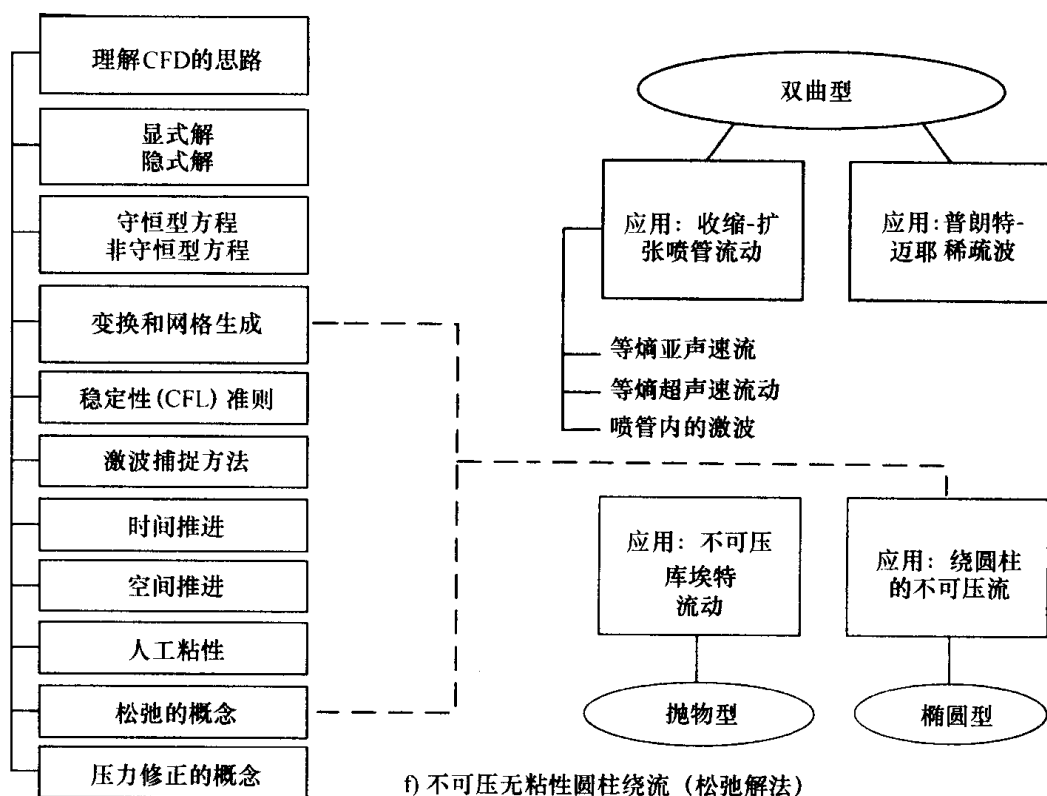 理解CFD的思路
显式解
隐式解
守恒型方程
非守恒型方程
变换和网格生成
稳定性(CFL)准则
激波捕捉方法
时间推进
空间推进
人工粘性
松弛的概念
压力修正的概念
双曲型
应用：收缩-扩
张喷管流动
应用：普朗特-
迈耶 稀疏波
等熵亚声速流
等熵超声速流动
喷管内的激波
应用：不可压
库埃特
流动
应用：绕圆柱
的不可压流
抛物型
椭圆型
f) 不可压无粘性圆柱绕流（松弛解法）